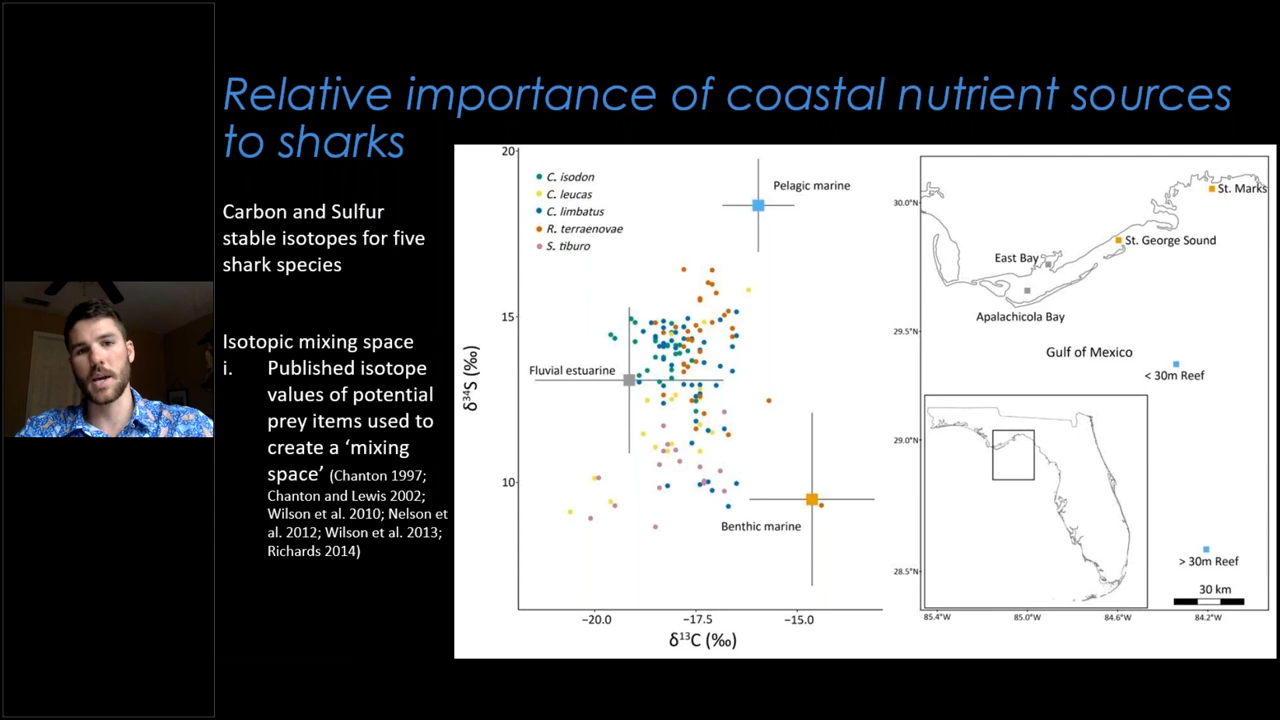 Relative importance of coastal nutrient sources
to sharks
Carbon and Sulfur
stable isotopes for five
shark species
Isotopic mixing space
i. Published isotope
values of potential
prey items used to
create a ‘mixing
space’ (Chanton 1997;
Chanton and Lewis 2002;
Wilson et al. 2010; Nelson et
al. 2012; Wilson et al. 2013;
Richards 2014)
20
15
10
δ³⁴S (‰)
C. isodon
C. leucas
C. limbatus
R. terraenovae
S. tiburo
Pelagic marine
Fluvial estuarine
Benthic marine
−20.0
−17.5
−15.0
δ¹³C (‰)
30.0°N
29.5°N
29.0°N
28.5°N
St. Marks
St. George Sound
East Bay
Apalachicola Bay
Gulf of Mexico
< 30m Reef
> 30m Reef
30 km
85.4°W
85.0°W
84.6°W
84.2°W